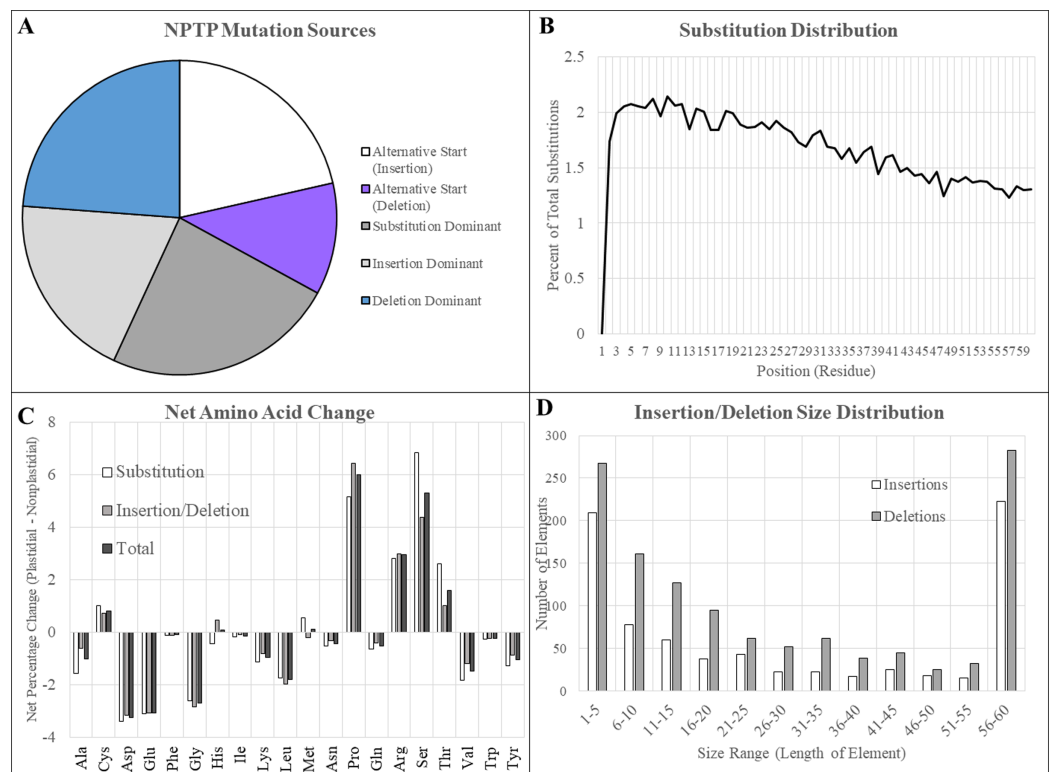 A
NPTP Mutation Sources
Alternative Start
(Insertion)
Alternative Start
(Deletion)
Substitution Dominant
Insertion Dominant
Deletion Dominant
B
Substitution Distribution
Percent of Total Substitutions
2.5
2
1.5
1
0.5
0
1 3 5 7 9 11 13 15 17 19 21 23 25 27 29 31 33 35 37 39 41 43 45 47 49 51 53 55 57 59
Position (Residue)
C
Net Amino Acid Change
Net Percentage Change (Plastidial - Nonplastidial)
8
6
4
2
0
-2
-4
Substitution
Insertion/Deletion
Total
Ala Cys Asp Glu Phe Gly His Ile Lys Leu Met Asn Pro Ghn Arg Ser Thr Val Trp Tyr
D
Insertion/Deletion Size Distribution
Number of Elements
300
250
200
150
100
50
0
Insertions
Deletions
1-5 6-10 11-15 16-20 21-25 26-30 31-35 36-40 41-45 46-50 51-55 56-60
Size Range (Length of Element)